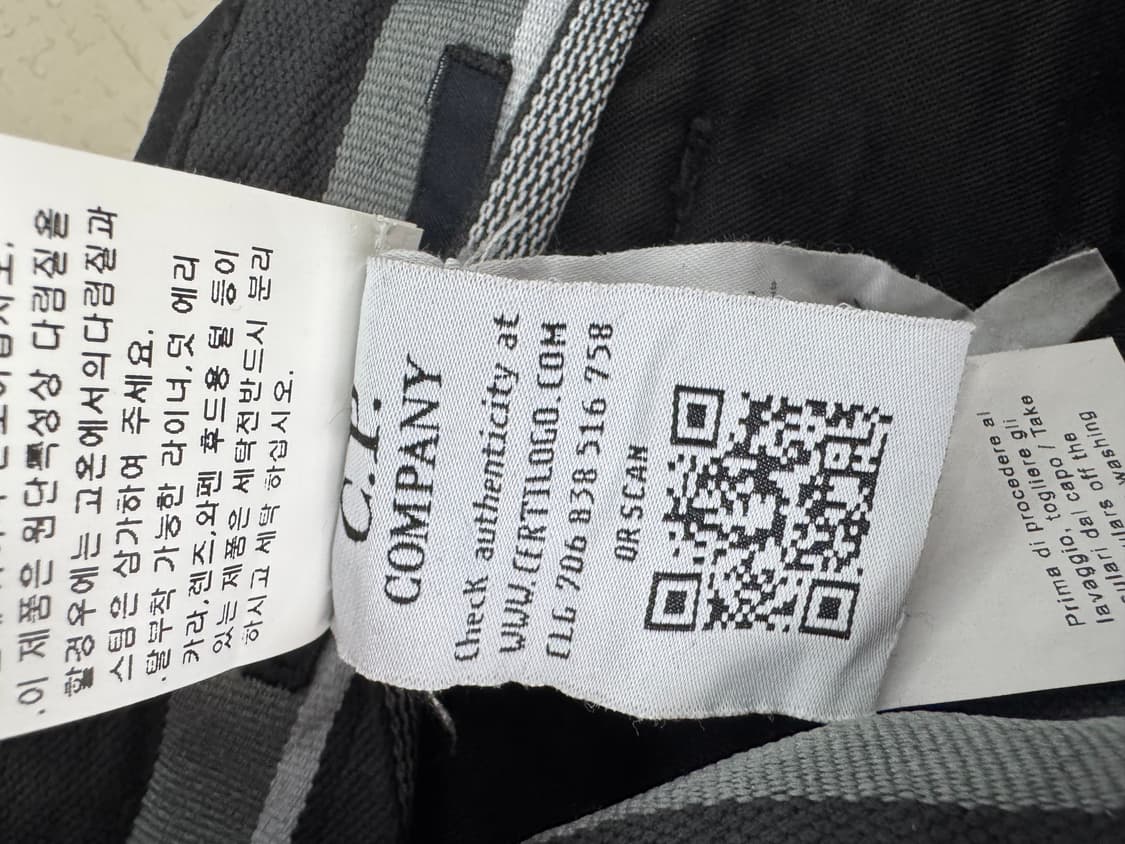 .이 제품은 원단특성상 다림질을
할경우에는 고온에서의다림질과
스팀은 삼가하여 주세요.
.탈부착 가능한 라이너,덧 에리
카라,렌즈,와펜 후드용 털 등이
있는 제품은 세탁전반드시 분리
하시고 세탁 하십시오.
C.P.
COMPANY
Check authenticity at
WWW.CERTILOGO.COM
CLG 706 838 516 758
OR SCAN
Prima di procedere al
lavaggio, togliere gli
dal capo / Take
off the
washing